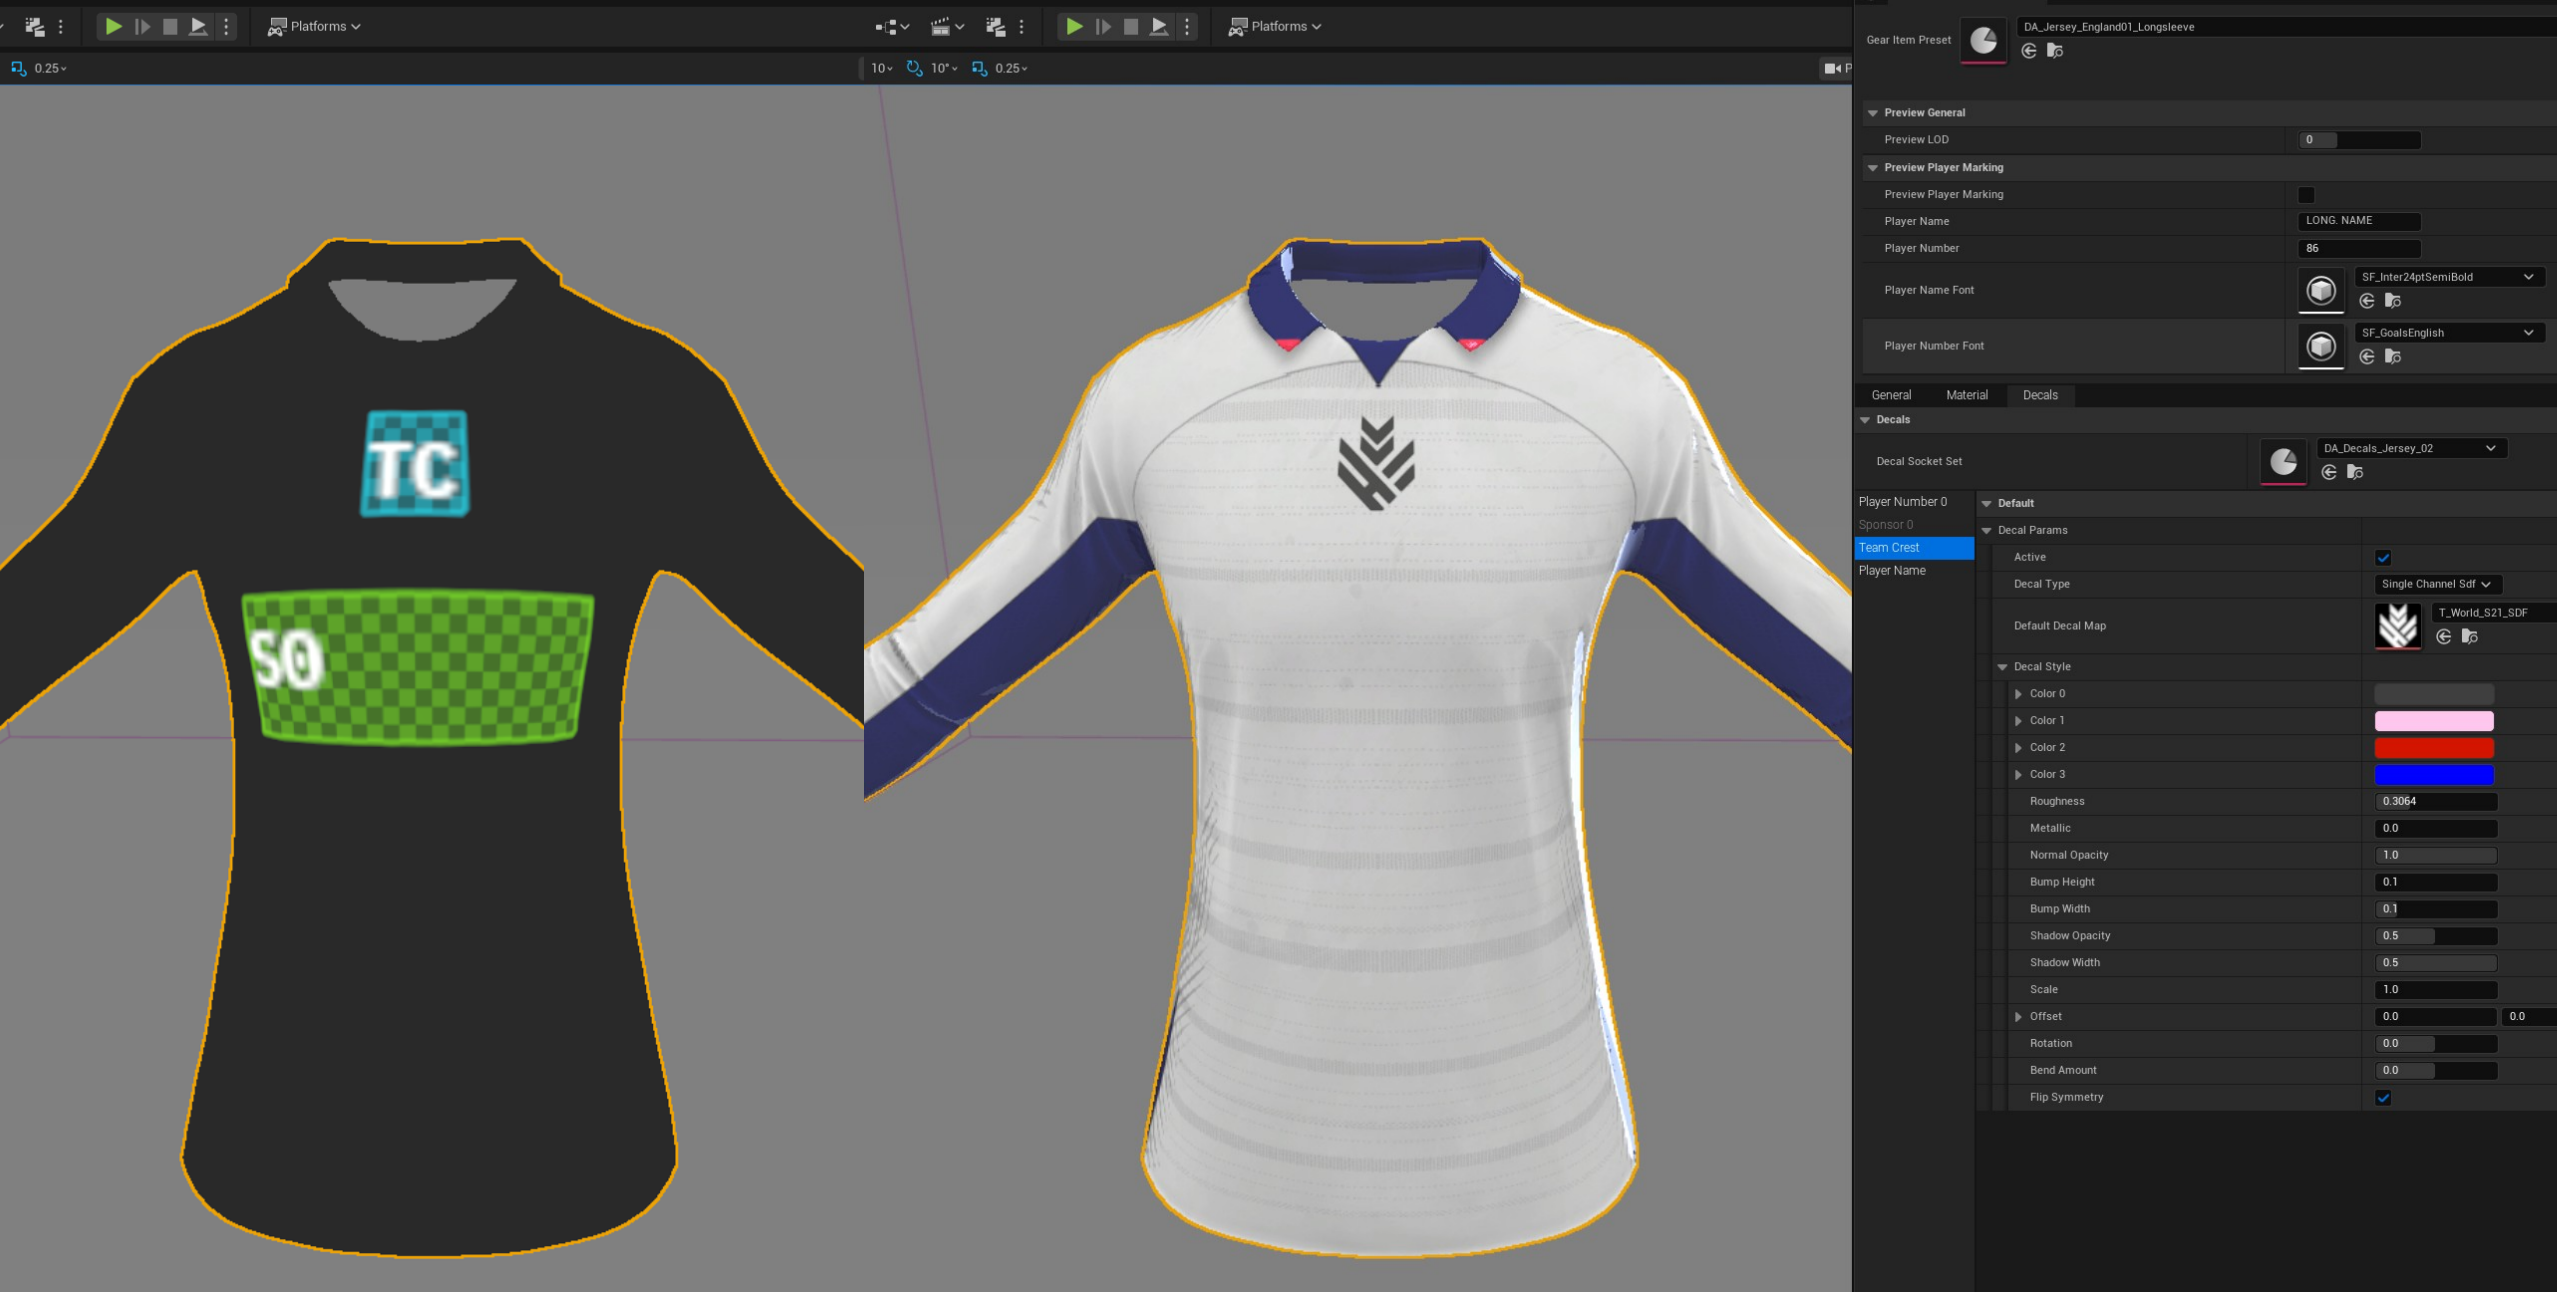 Platforms
Platforms
0.25
10
10°
0.25
P
TC
S0
Gear Item Preset
DA_Jersey_England01_Longsleeve
Preview General
Preview LOD
0
Preview Player Marking
Preview Player Marking
Player Name
LONG. NAME
Player Number
86
Player Name Font
SF_Inter24ptSemiBold
Player Number Font
SF_GoalsEnglish
General Material Decals
Decals
Decal Socket Set
DA_Decals_Jersey_02
Player Number 0
Sponsor 0
Team Crest
Player Name
Default
Decal Params
Active
Decal Type
Single Channel Sdf
Default Decal Map
T_World_S21_SDF
Decal Style
Color 0
Color 1
Color 2
Color 3
Roughness
0.3064
Metallic
0.0
Normal Opacity
1.0
Bump Height
0.1
Bump Width
0.1
Shadow Opacity
0.5
Shadow Width
0.5
Scale
1.0
Offset
0.0 0.0
Rotation
0.0
Bend Amount
0.0
Flip Symmetry